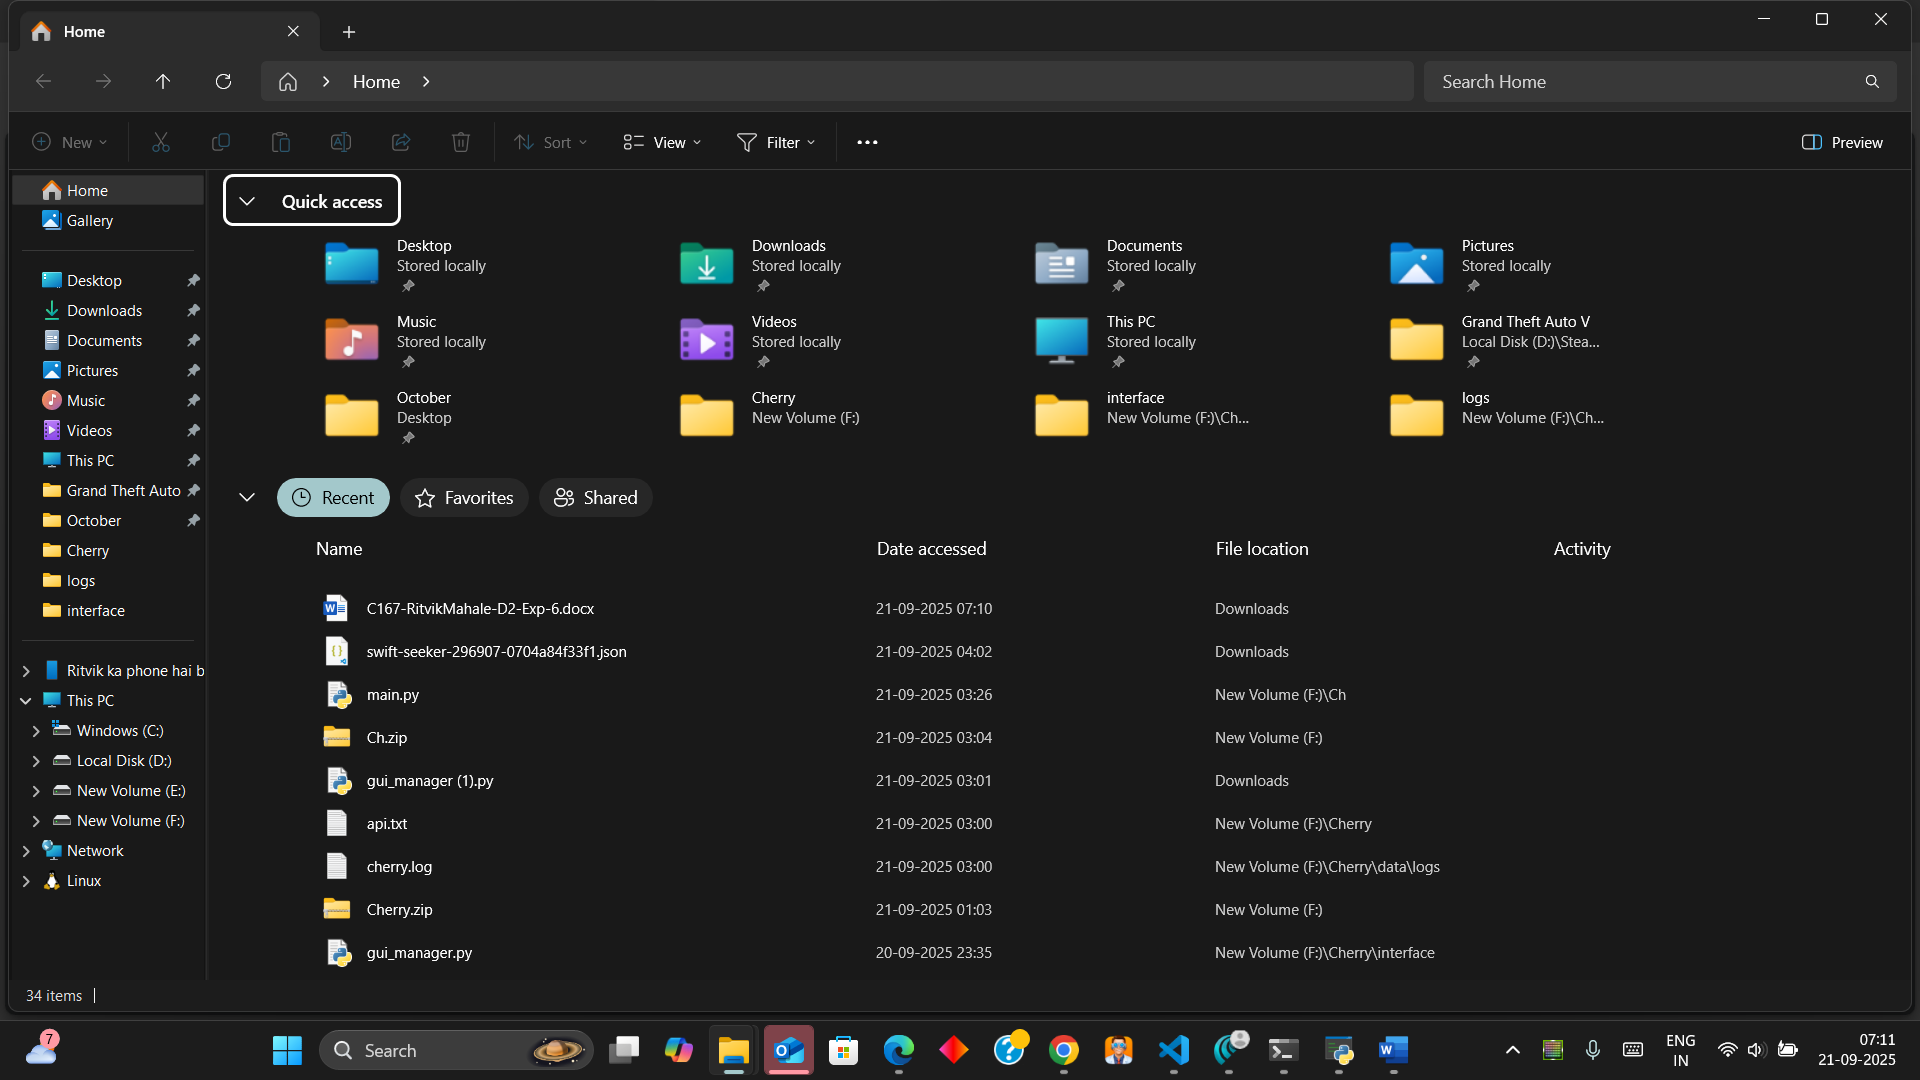 Home
Home
Search Home
New
Sort
View
Filter
Preview
Home
Gallery
Desktop
Downloads
Documents
Pictures
Music
Videos
This PC
Grand Theft Auto
October
Cherry
logs
interface
Ritvik ka phone hai b
This PC
Windows (C:)
Local Disk (D:)
New Volume (E:)
New Volume (F:)
Network
Linux
Quick access
Desktop
Stored locally
Downloads
Stored locally
Documents
Stored locally
Pictures
Stored locally
Music
Stored locally
Videos
Stored locally
This PC
Stored locally
Grand Theft Auto V
Local Disk (D:)\Stea...
October
Desktop
Cherry
New Volume (F:)
interface
New Volume (F:)\Ch...
logs
New Volume (F:)\Ch...
Recent Favorites Shared
Name Date accessed File location Activity
C167-RitvikMahale-D2-Exp-6.docx 21-09-2025 07:10 Downloads
swift-seeker-296907-0704a84f33f1.json 21-09-2025 04:02 Downloads
main.py 21-09-2025 03:26 New Volume (F:)\Ch
Ch.zip 21-09-2025 03:04 New Volume (F:)
gui_manager (1).py 21-09-2025 03:01 Downloads
api.txt 21-09-2025 03:00 New Volume (F:)\Cherry
cherry.log 21-09-2025 03:00 New Volume (F:)\Cherry\data\logs
Cherry.zip 21-09-2025 01:03 New Volume (F:)
gui_manager.py 20-09-2025 23:35 New Volume (F:)\Cherry\interface
34 items
7
Search
ENG
IN
07:11
21-09-2025